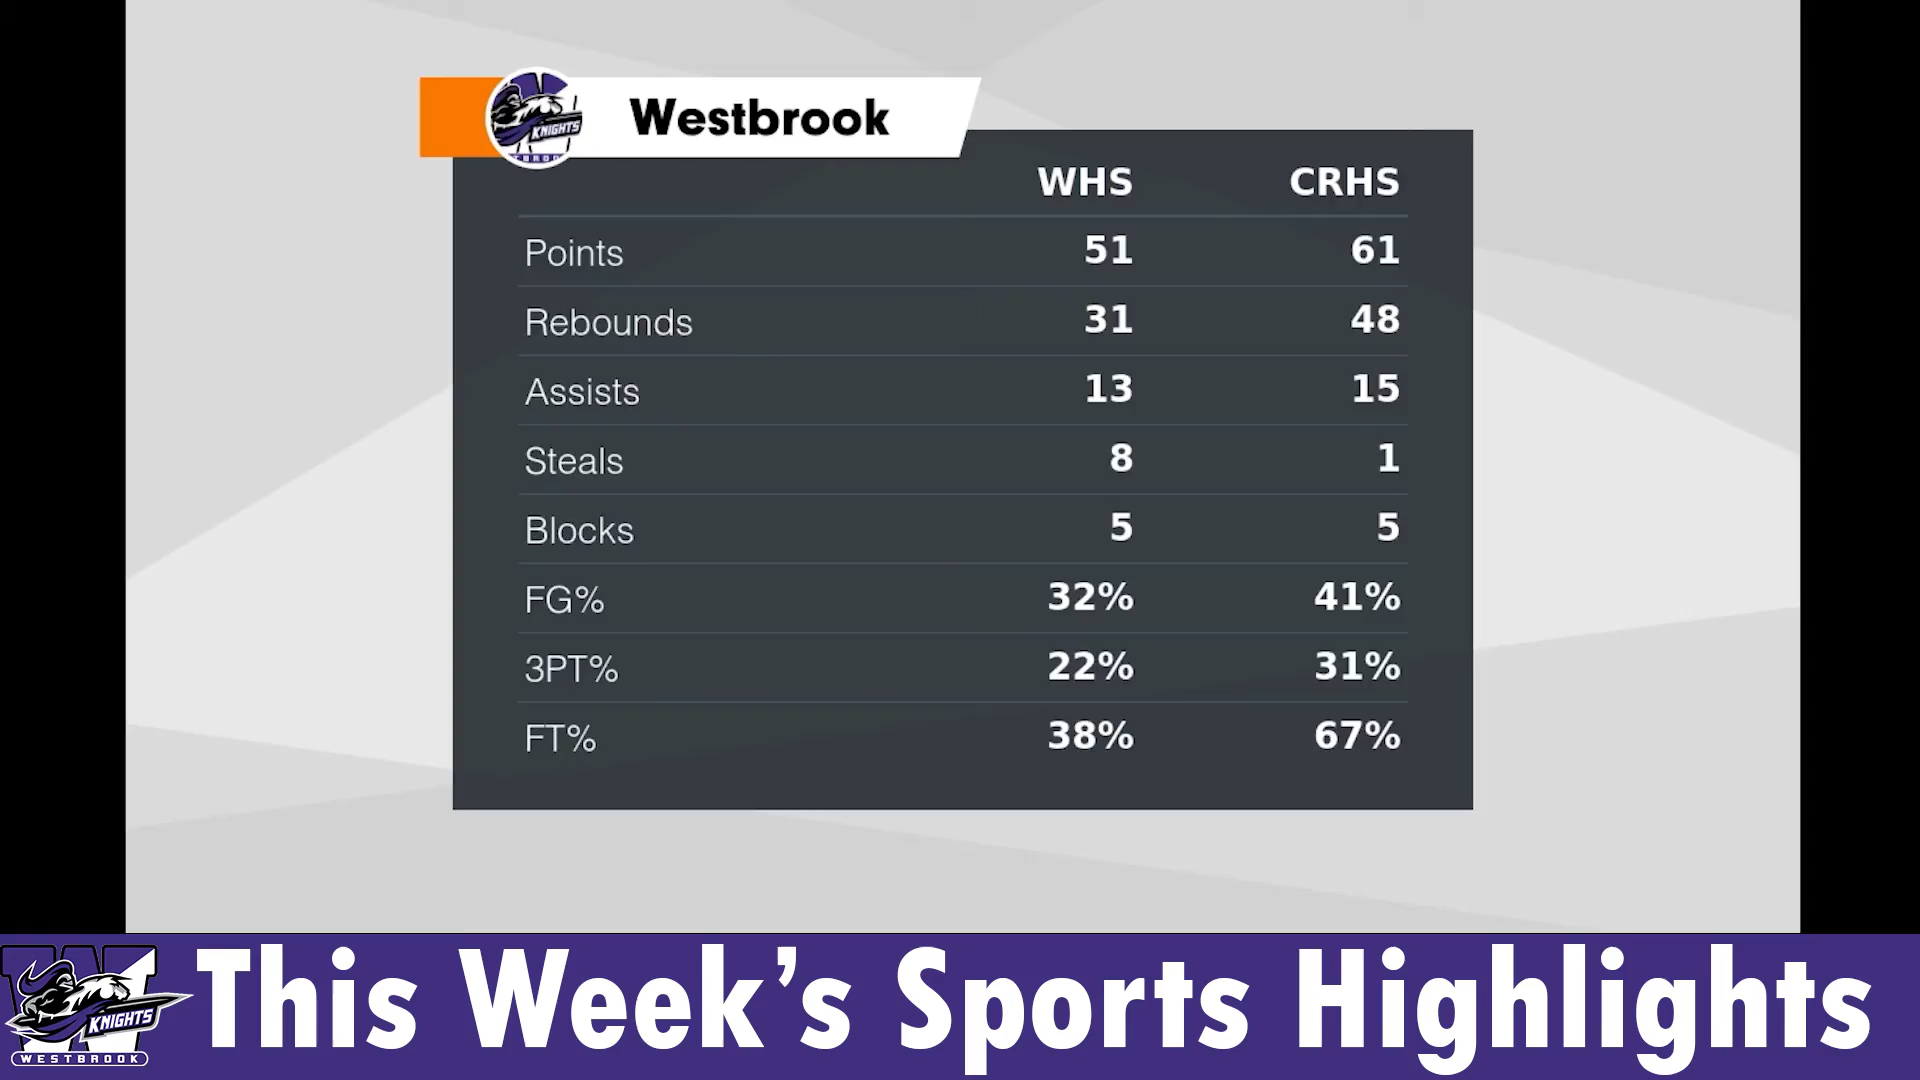 KNIGHTS
Westbrook
WHS CRHS
Points 51 61
Rebounds 31 48
Assists 13 15
Steals 8 1
Blocks 5 5
FG% 32% 41%
3PT% 22% 31%
FT% 38% 67%
This Week's Sports Highlights
KNIGHTS
WESTBROOK